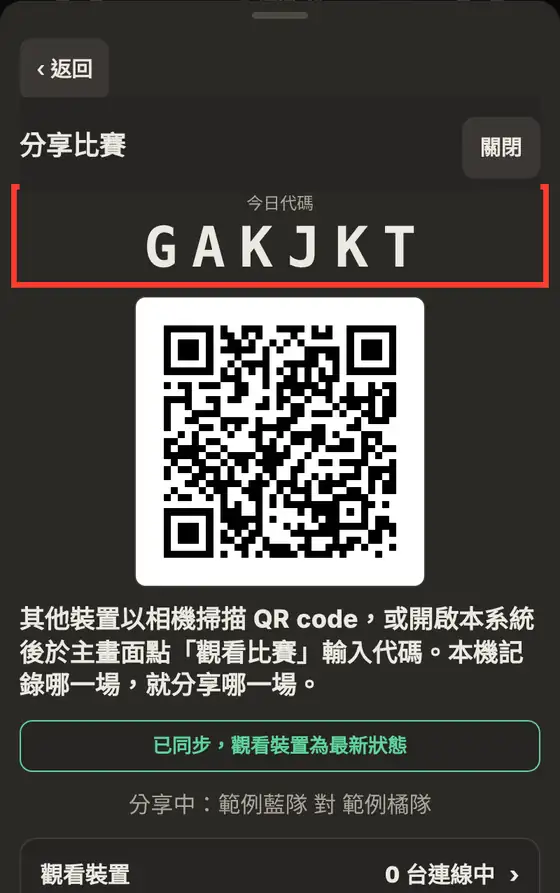 ‹ 返回
分享比賽
關閉
今日代碼
GAKJKT
其他裝置以相機掃描 QR code，或開啟本系統
後於主畫面點「觀看比賽」輸入代碼。本機記
錄哪一場，就分享哪一場。
已同步，觀看裝置為最新狀態
分享中：範例藍隊 對 範例橘隊
觀看裝置
0 台連線中 ›